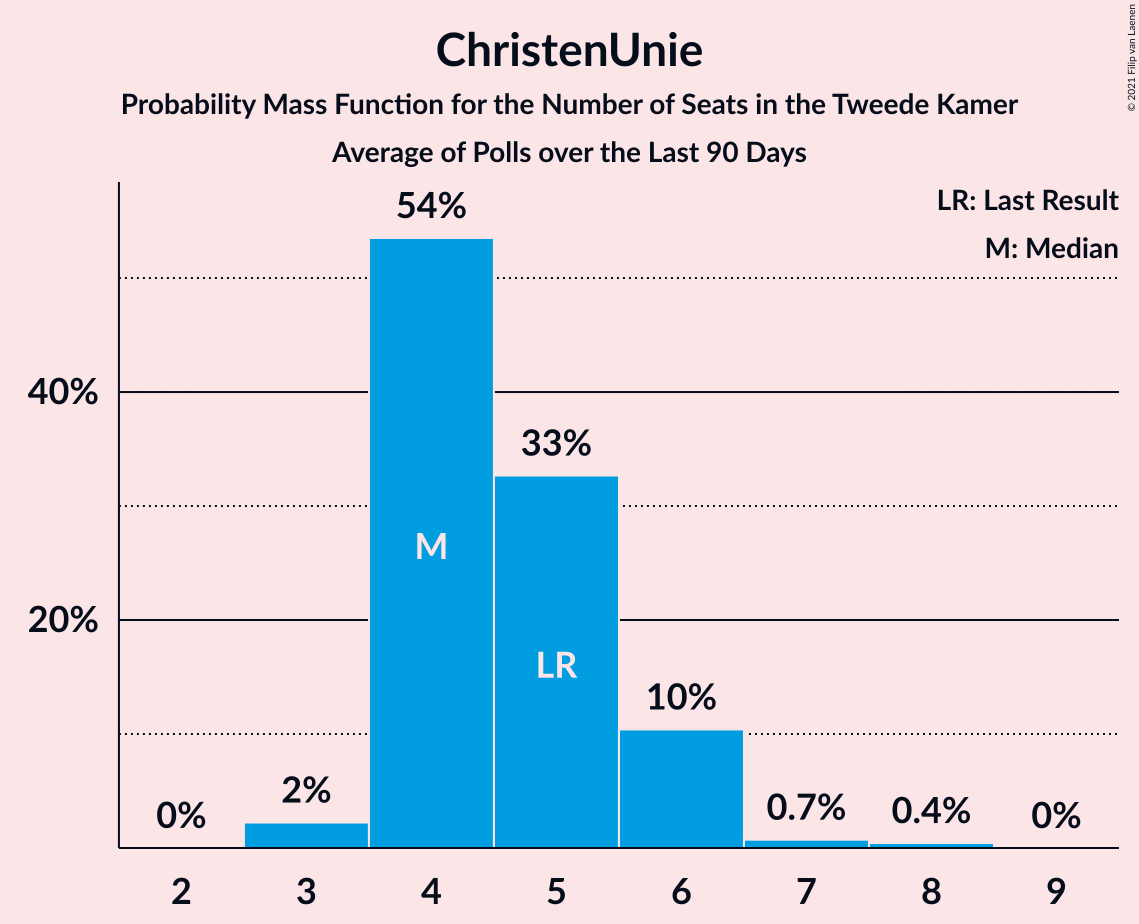 ChristenUnie
Probability Mass Function for the Number of Seats in the Tweede Kamer
Average of Polls over the Last 90 Days
© 2021 Filip van Laenen
LR: Last Result
M: Median
54%
40%
33%
M
20%
LR
10%
2%
0%
0.7%
0.4%
0%
2 3 4 5 6 7 8 9